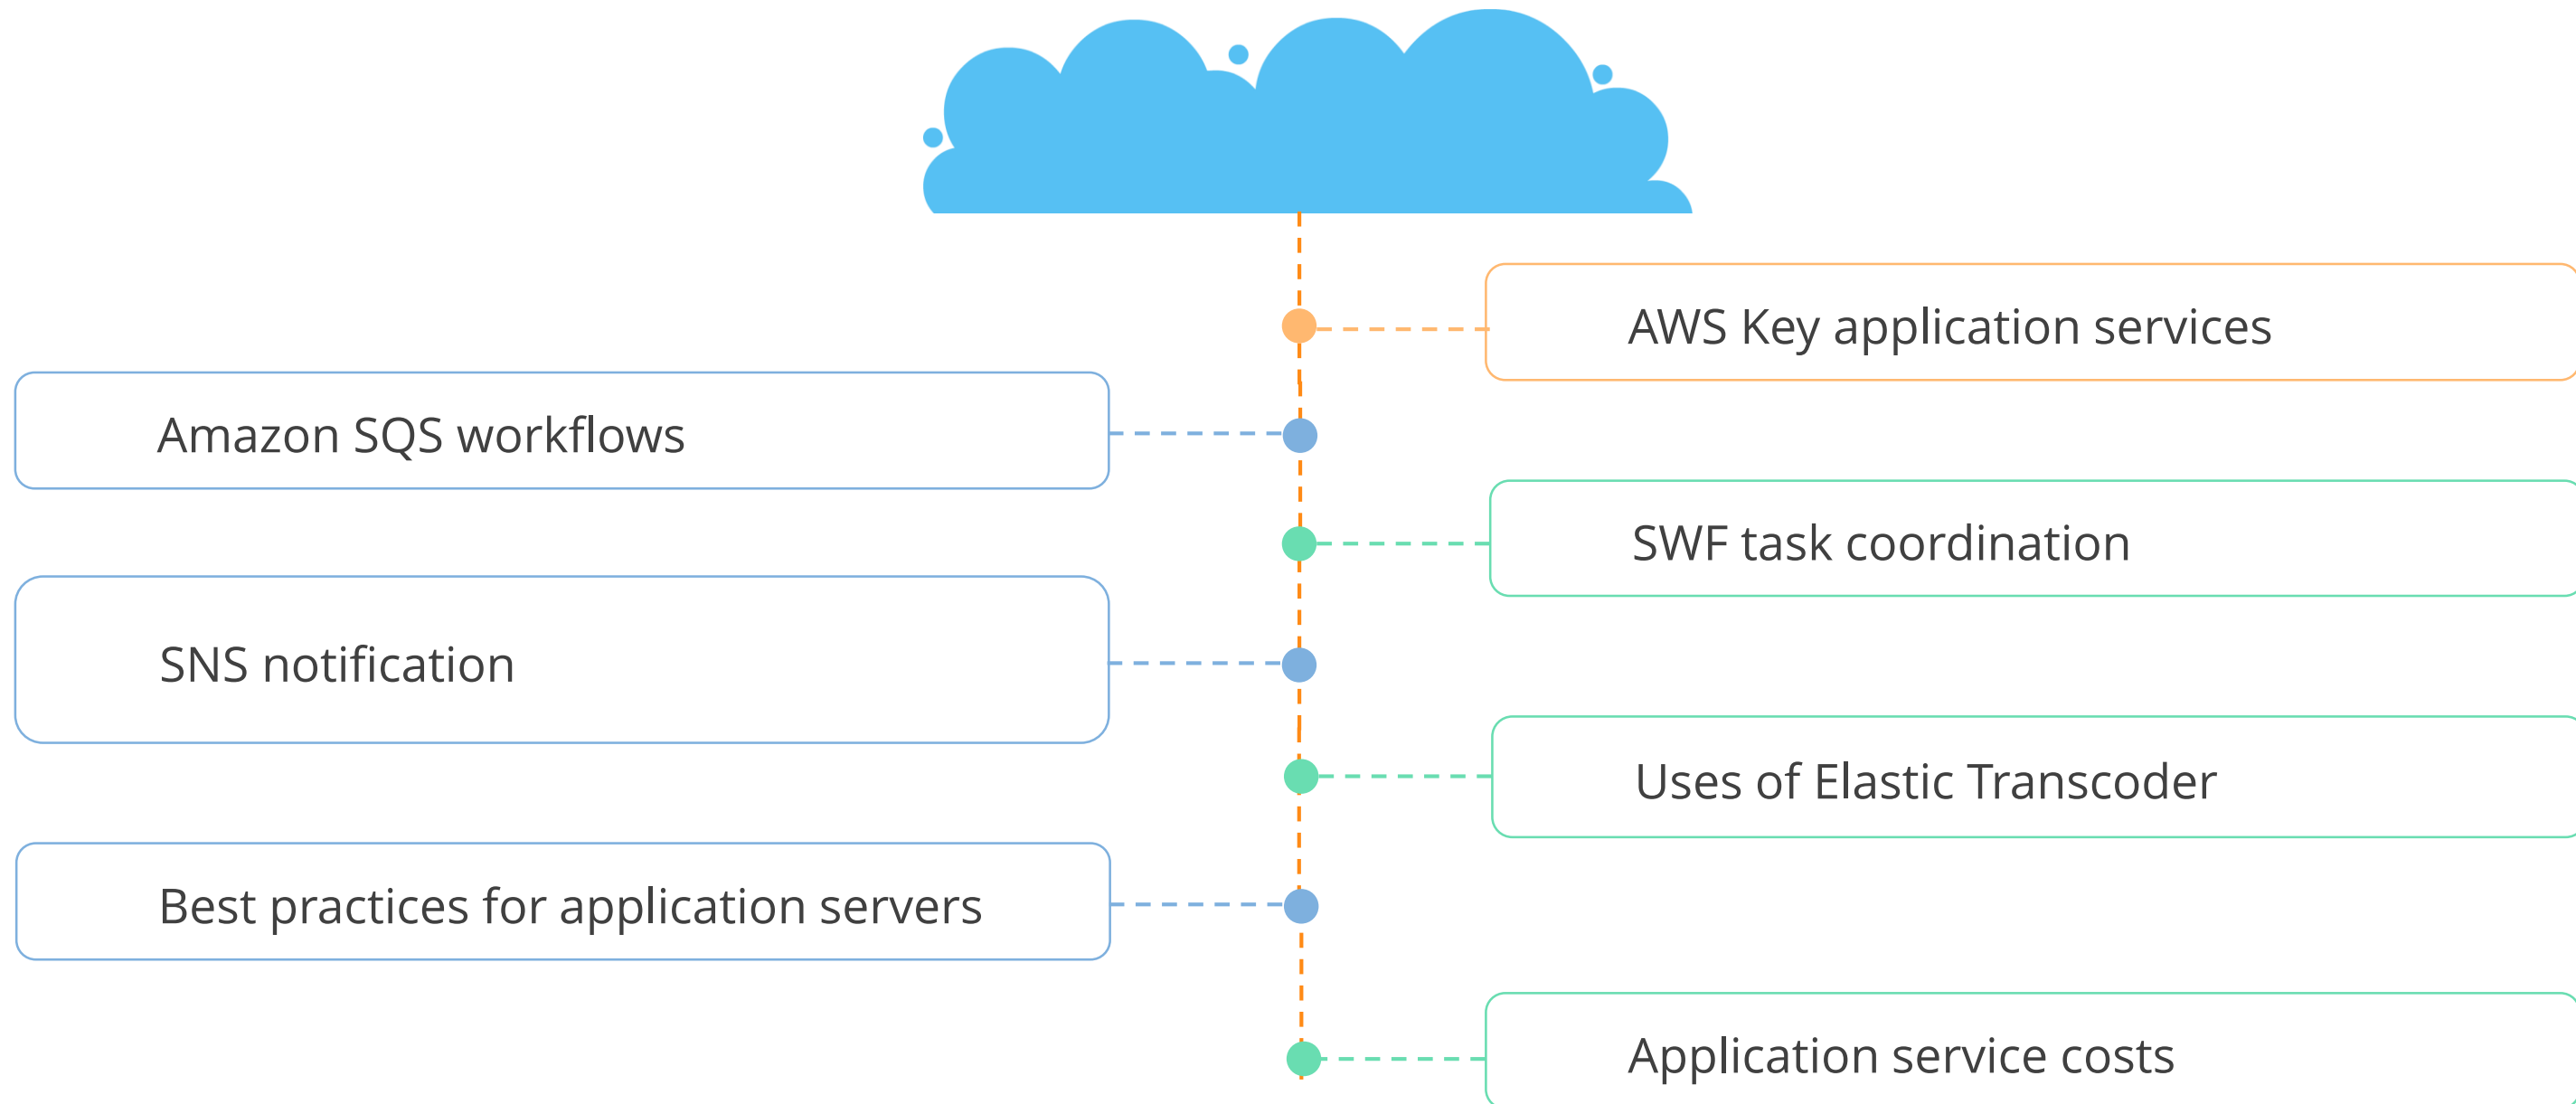 AWS Key application services
Amazon SQS workflows
SWF task coordination
SNS notification
Uses of Elastic Transcoder
Best practices for application servers
Application service costs